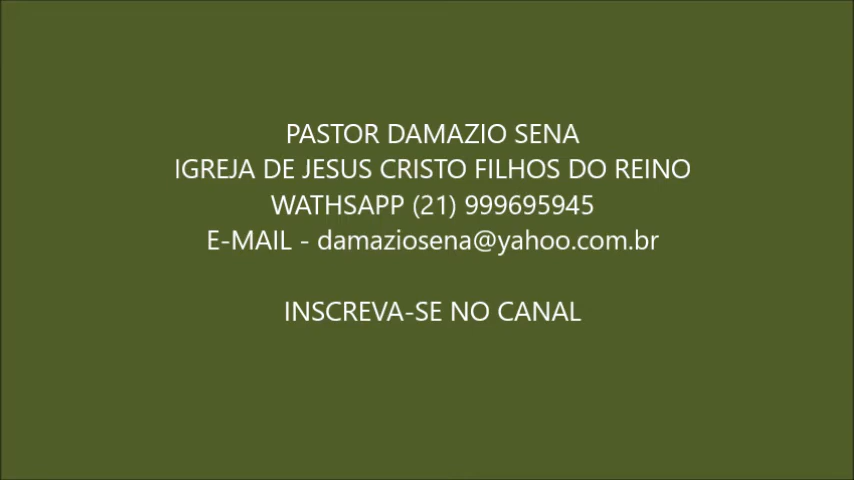 PASTOR DAMAZIO SENA
IGREJA DE JESUS CRISTO FILHOS DO REINO
WATHSAPP (21) 999695945
E-MAIL - damaziosena@yahoo.com.br
INSCREVA-SE NO CANAL